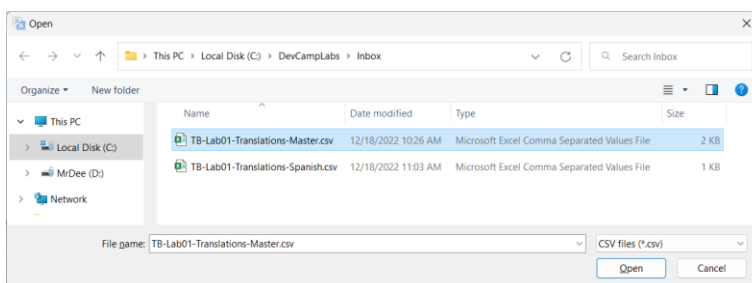 Open
This PC > Local Disk (C:) > DevCampLabs > Inbox
Search Inbox
Organize New folder
Name Date modified Type Size
This PC
Local Disk (C:)
MrDee (D:)
Network
TB-Lab01-Translations-Master.csv 12/18/2022 10:26 AM Microsoft Excel Comma Separated Values File 2 KB
TB-Lab01-Translations-Spanish.csv 12/18/2022 11:03 AM Microsoft Excel Comma Separated Values File 1 KB
File name: TB-Lab01-Translations-Master.csv CSV files (*.csv)
Open Cancel